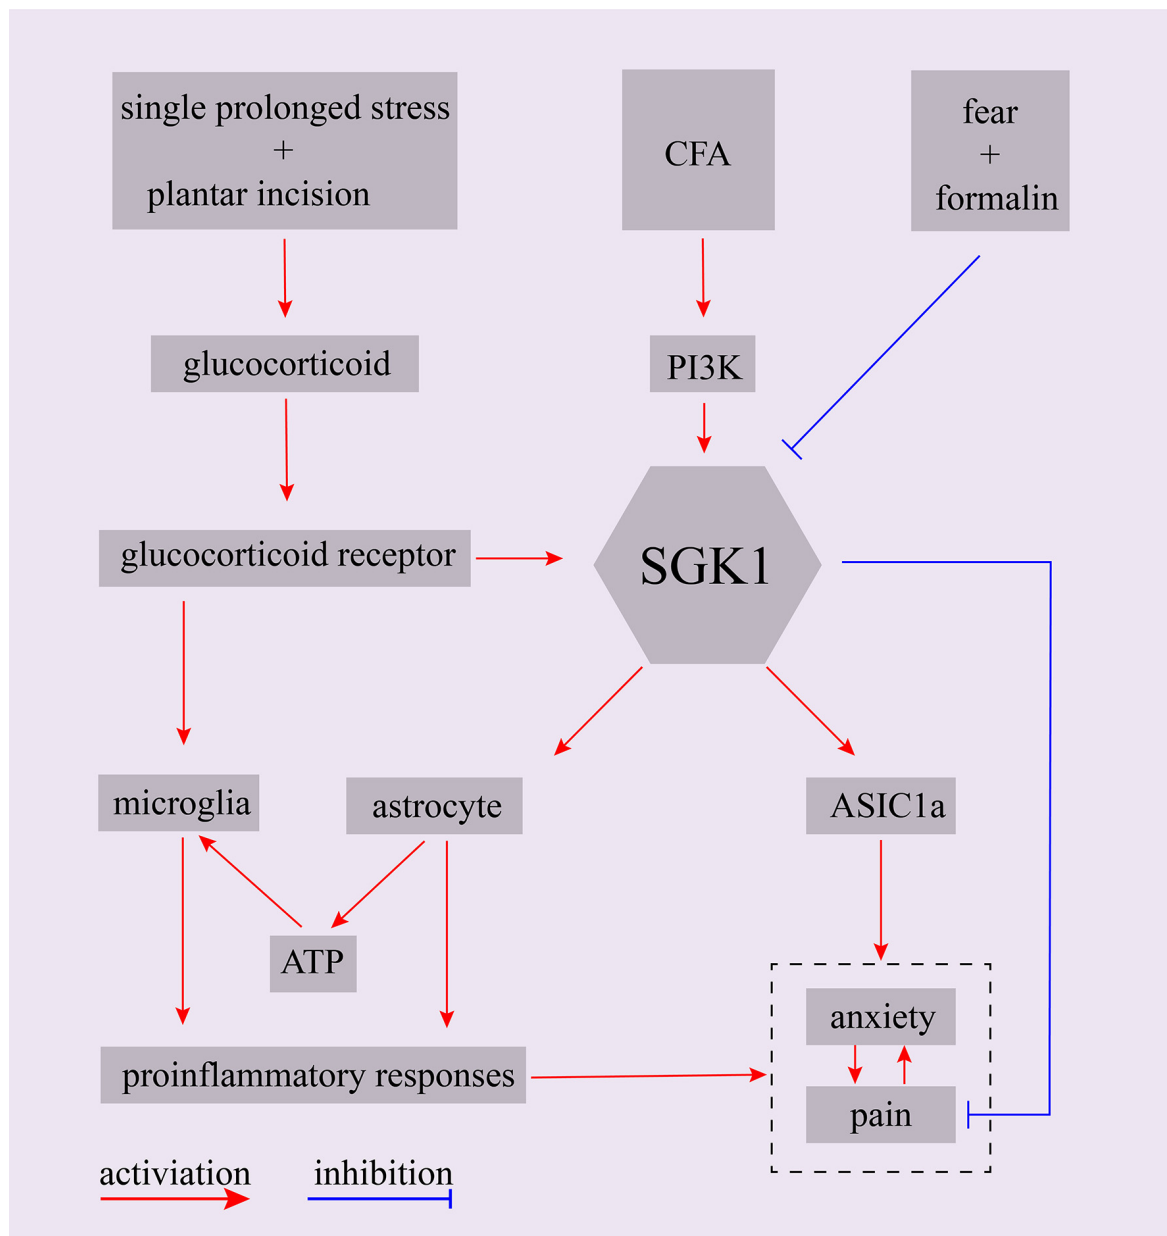 single prolonged stress
+
plantar incision
CFA
fear
+
formalin
glucocorticoid
PI3K
glucocorticoid receptor
SGK1
microglia
astrocyte
ASIC1a
ATP
anxiety
proinflammatory responses
pain
activiation
inhibition